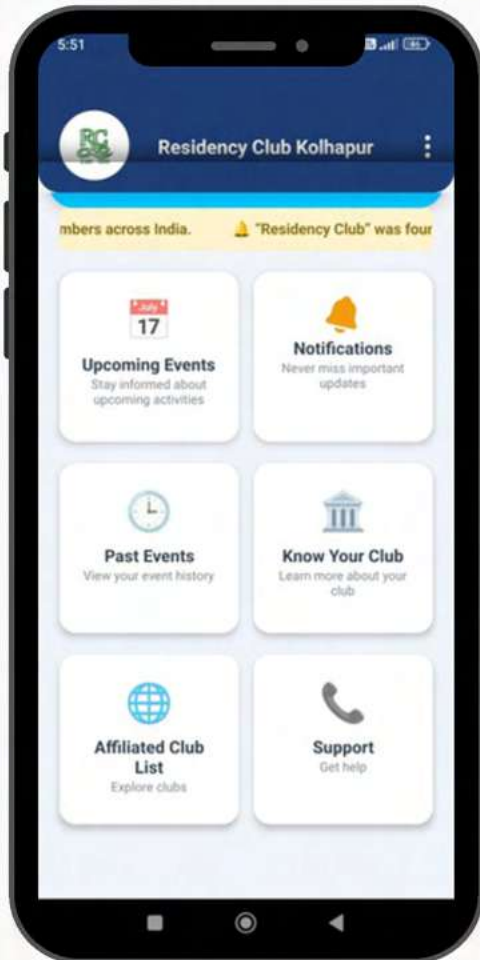 5:51
Residency Club Kolhapur
mbers across India. 🔔 "Residency Club" was four
July
17
Upcoming Events
Stay informed about
upcoming activities
Notifications
Never miss important
updates
Past Events
View your event history
Know Your Club
Learn more about your
club
Affiliated Club
List
Explore clubs
Support
Get help